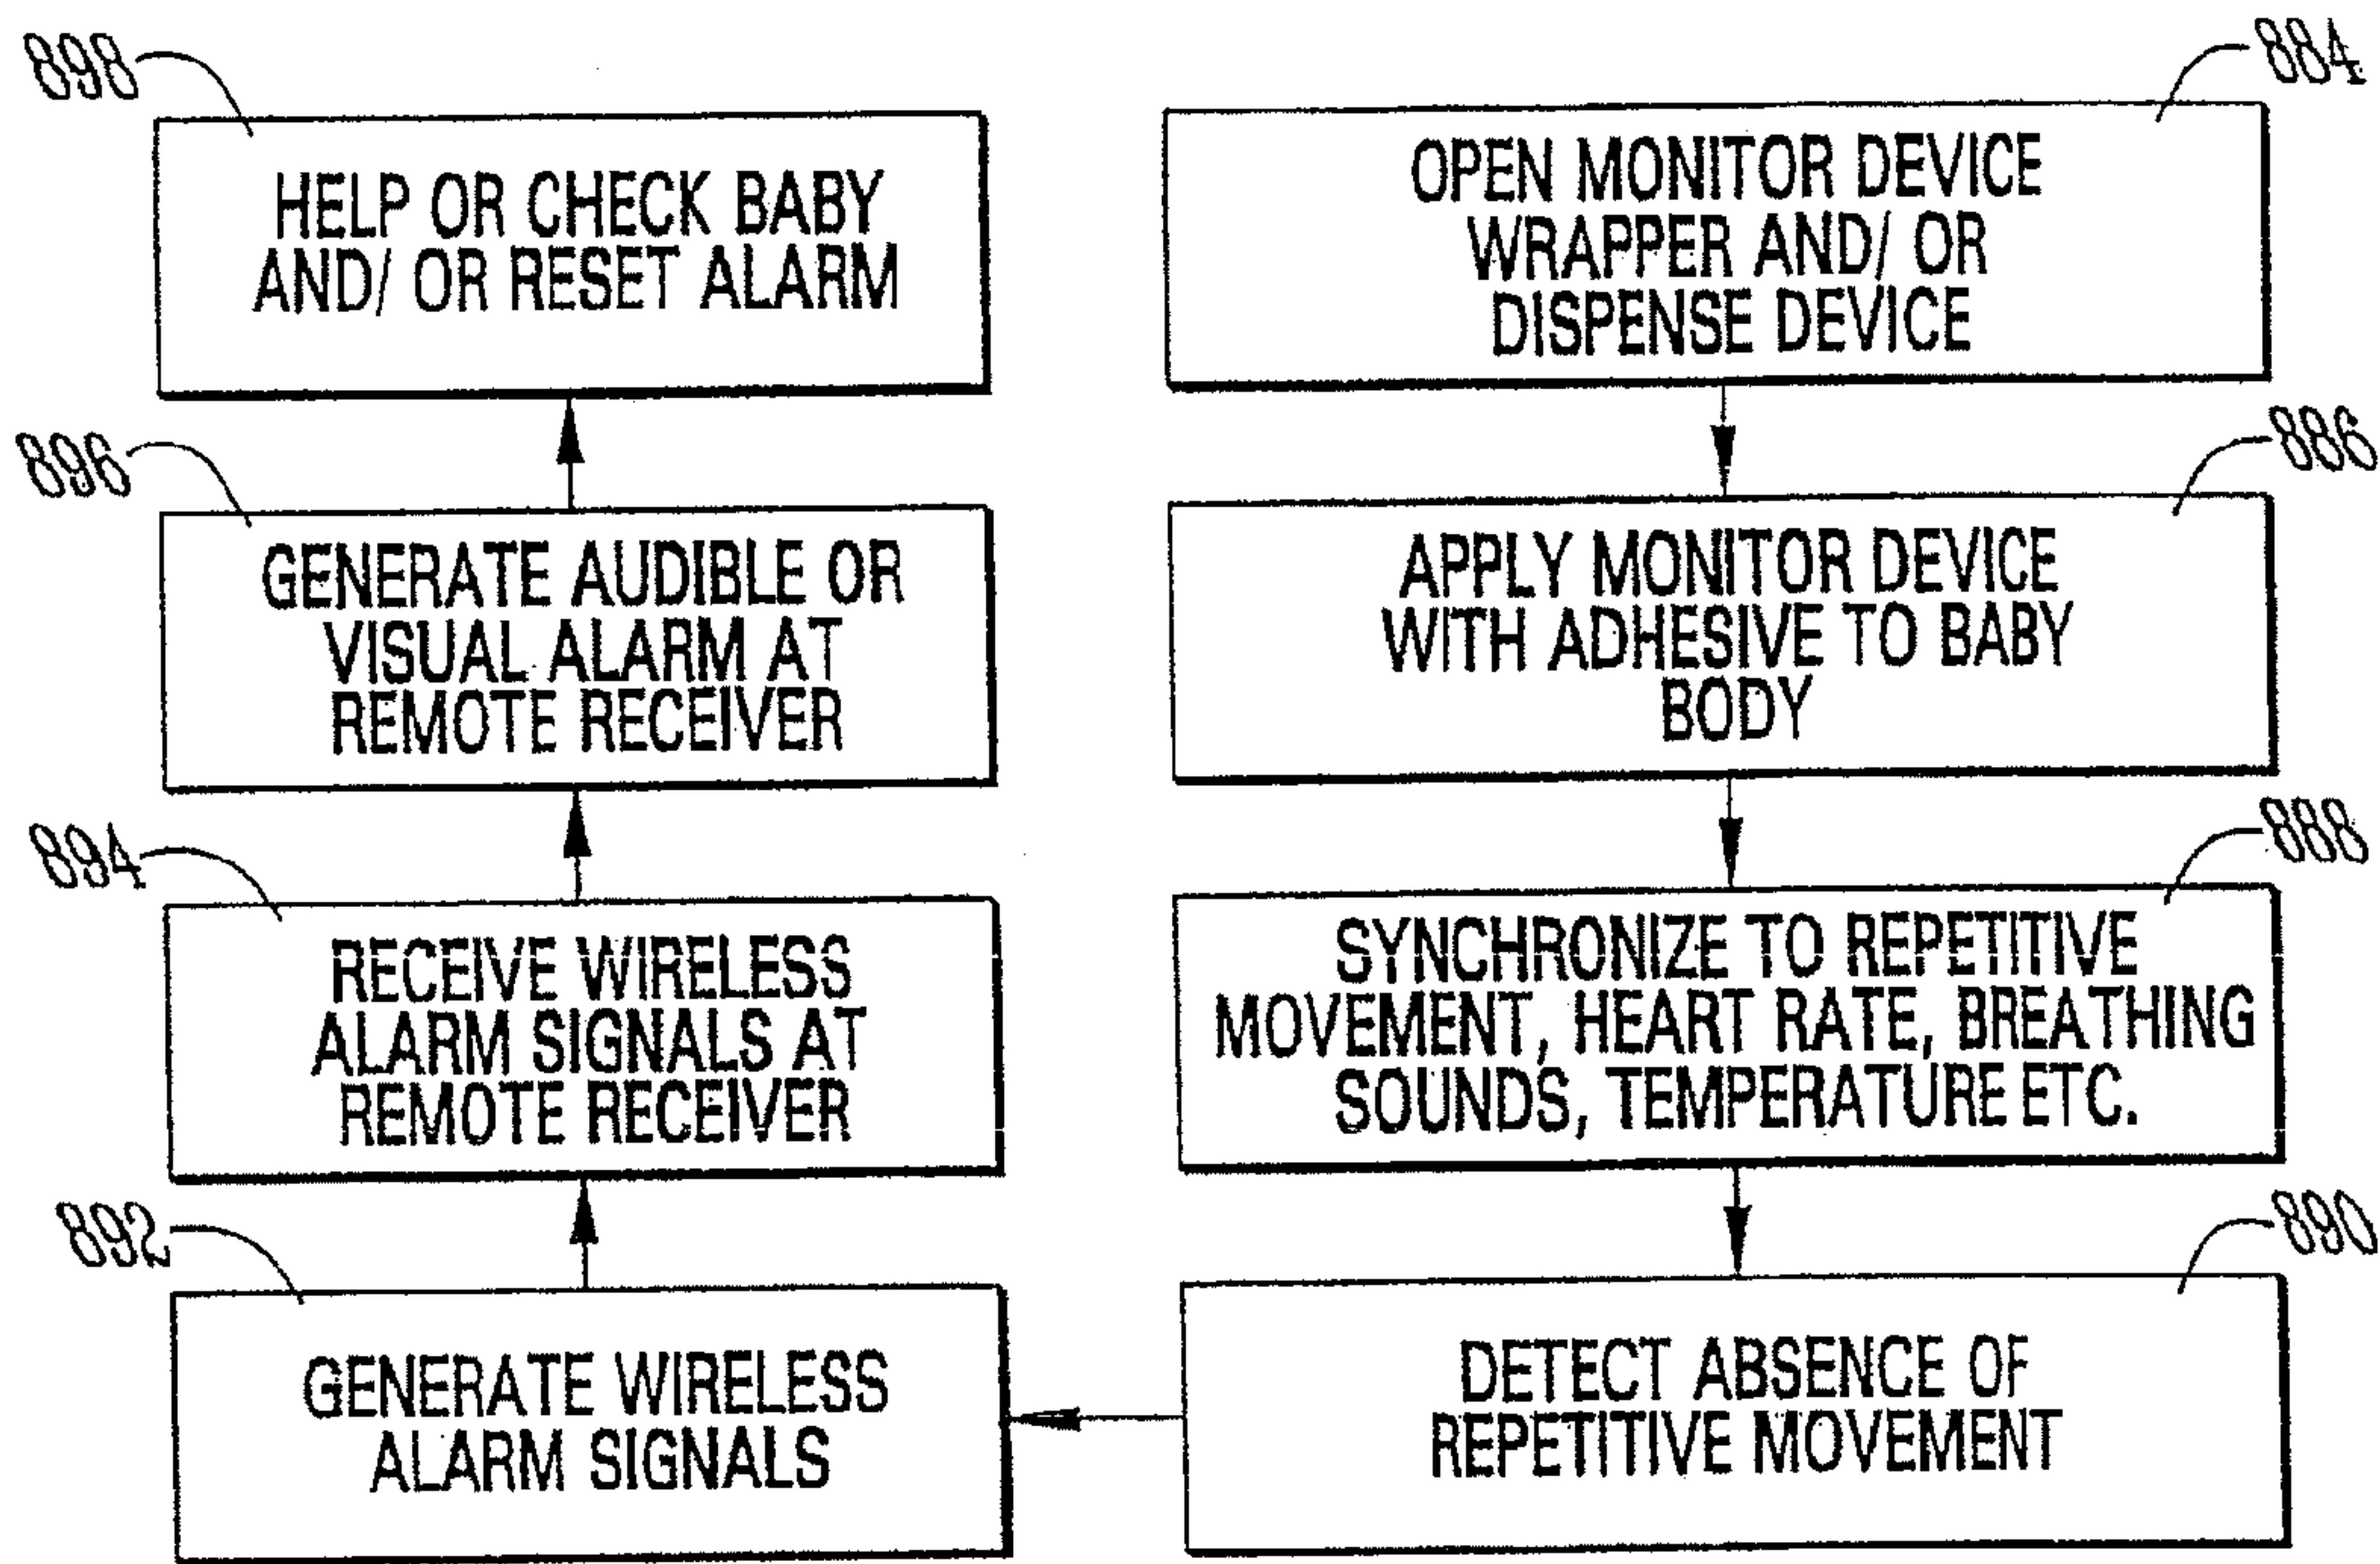 898
HELP OR CHECK BABY
AND/ OR RESET ALARM
884
OPEN MONITOR DEVICE
WRAPPER AND/ OR
DISPENSE DEVICE
896
GENERATE AUDIBLE OR
VISUAL ALARM AT
REMOTE RECEIVER
886
APPLY MONITOR DEVICE
WITH ADHESIVE TO BABY
BODY
894
RECEIVE WIRELESS
ALARM SIGNALS AT
REMOTE RECEIVER
888
SYNCHRONIZE TO REPETITIVE
MOVEMENT, HEART RATE, BREATHING
SOUNDS, TEMPERATURE ETC.
892
GENERATE WIRELESS
ALARM SIGNALS
890
DETECT ABSENCE OF
REPETITIVE MOVEMENT